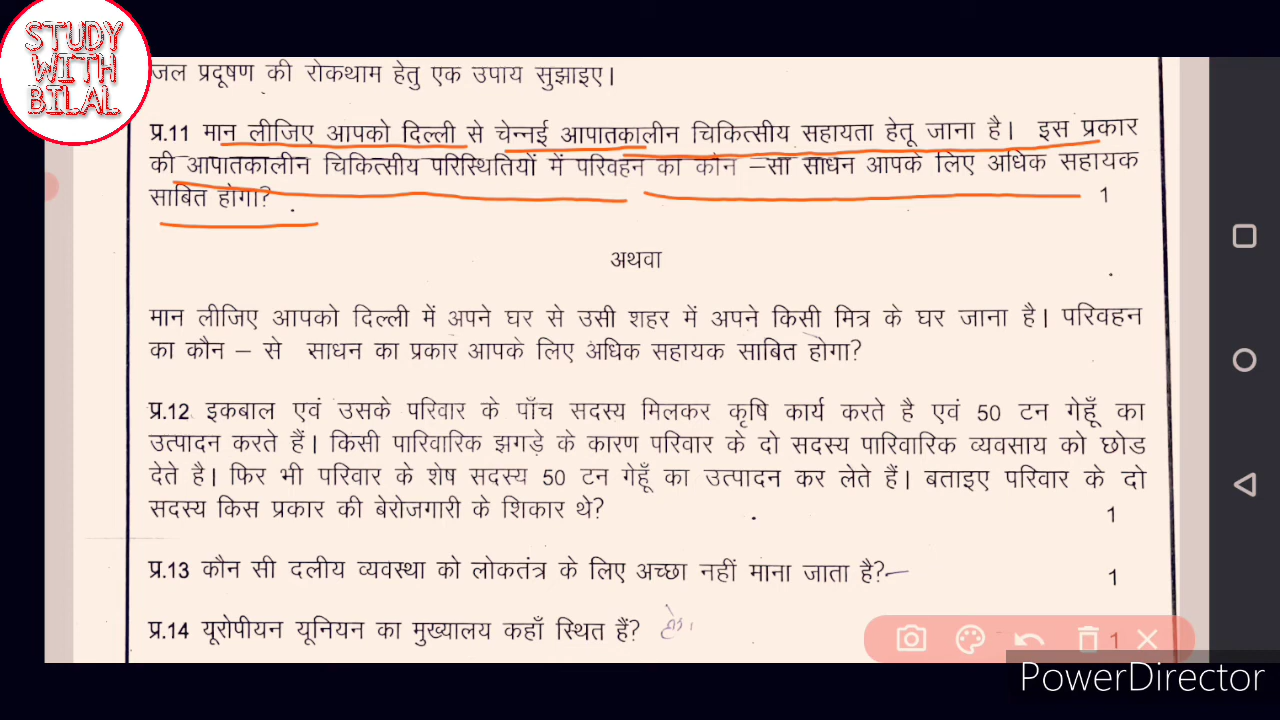 STUDY
WITH
BILAL
जल प्रदूषण की रोकथाम हेतु एक उपाय सुझाइए।
प्र.11 मान लीजिए आपको दिल्ली से चेन्नई आपातकालीन चिकित्सीय सहायता हेतू जाना है। इस प्रकार
की आपातकालीन चिकित्सीय परिस्थितियों में परिवहन का कौन –सा साधन आपके लिए अधिक सहायक
साबित होगा? 1
अथवा
मान लीजिए आपको दिल्ली में अपने घर से उसी शहर में अपने किसी मित्र के घर जाना है। परिवहन
का कौन – से साधन का प्रकार आपके लिए अधिक सहायक साबित होगा?
प्र.12 इकबाल एवं उसके परिवार के पाँच सदस्य मिलकर कृषि कार्य करते है एवं 50 टन गेहूँ का
उत्पादन करते हैं। किसी पारिवारिक झगड़े के कारण परिवार के दो सदस्य पारिवारिक व्यवसाय को छोड
देते है। फिर भी परिवार के शेष सदस्य 50 टन गेहूँ का उत्पादन कर लेते हैं। बताइए परिवार के दो
सदस्य किस प्रकार की बेरोजगारी के शिकार थे? 1
प्र.13 कौन सी दलीय व्यवस्था को लोकतंत्र के लिए अच्छा नहीं माना जाता है? 1
प्र.14 यूरोपीयन यूनियन का मुख्यालय कहाँ स्थित हैं? 1
PowerDirector